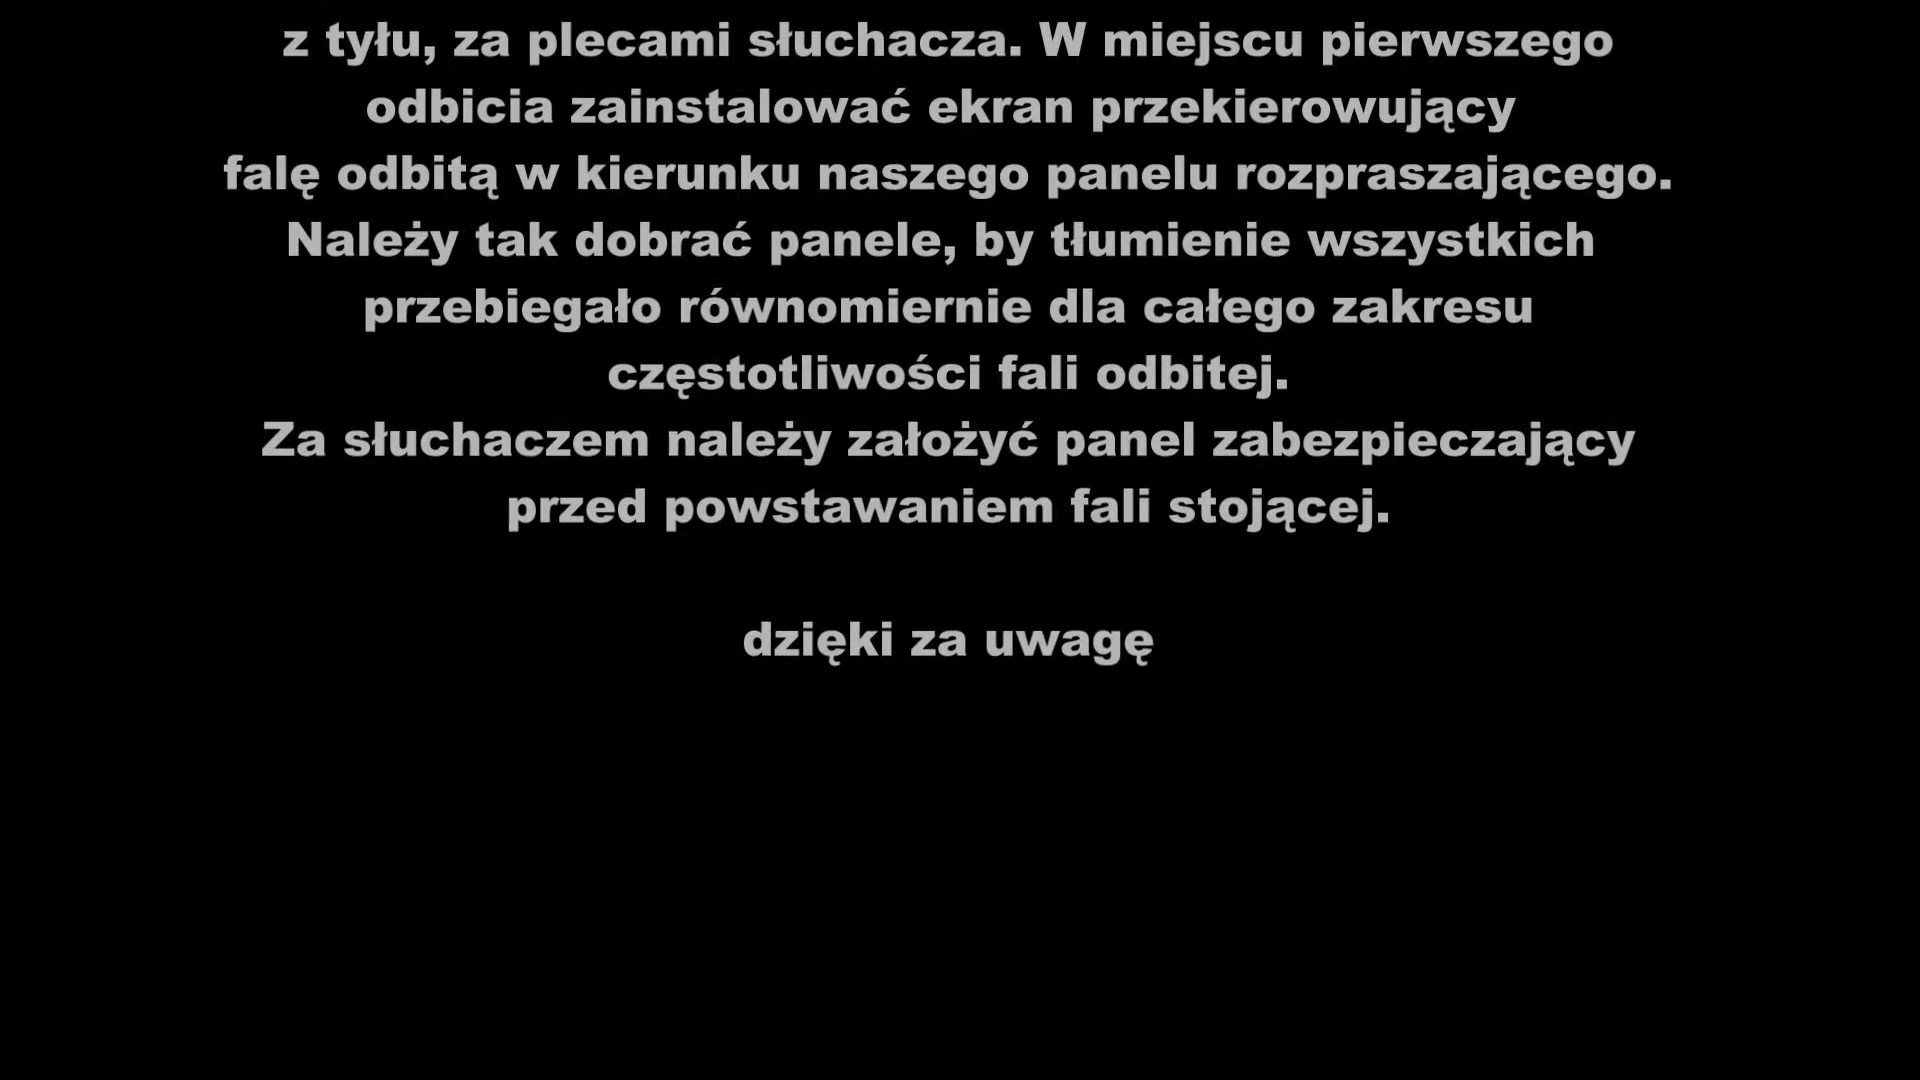 z tyłu, za plecami słuchacza. W miejscu pierwszego
odbicia zainstalować ekran przekierowujący
falę odbitą w kierunku naszego panelu rozpraszającego.
Należy tak dobrać panele, by tłumienie wszystkich
przebiegało równomiernie dla całego zakresu
częstotliwości fali odbitej.
Za słuchaczem należy założyć panel zabezpieczający
przed powstawaniem fali stojącej.
dzięki za uwagę